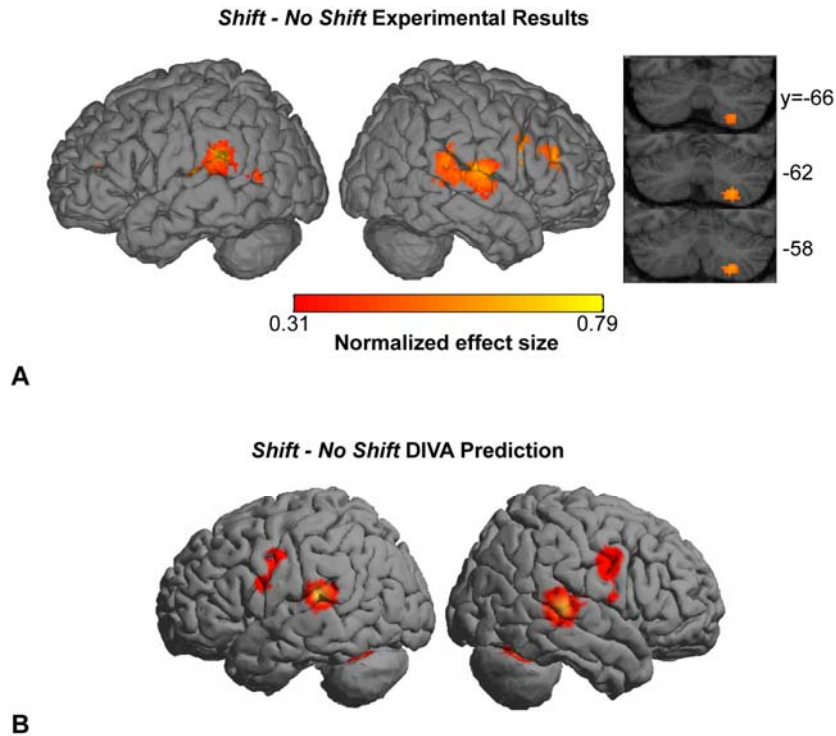 Shift - No Shift Experimental Results
y=-66
-62
-58
0.31 0.79
Normalized effect size
A
Shift - No Shift DIVA Prediction
B